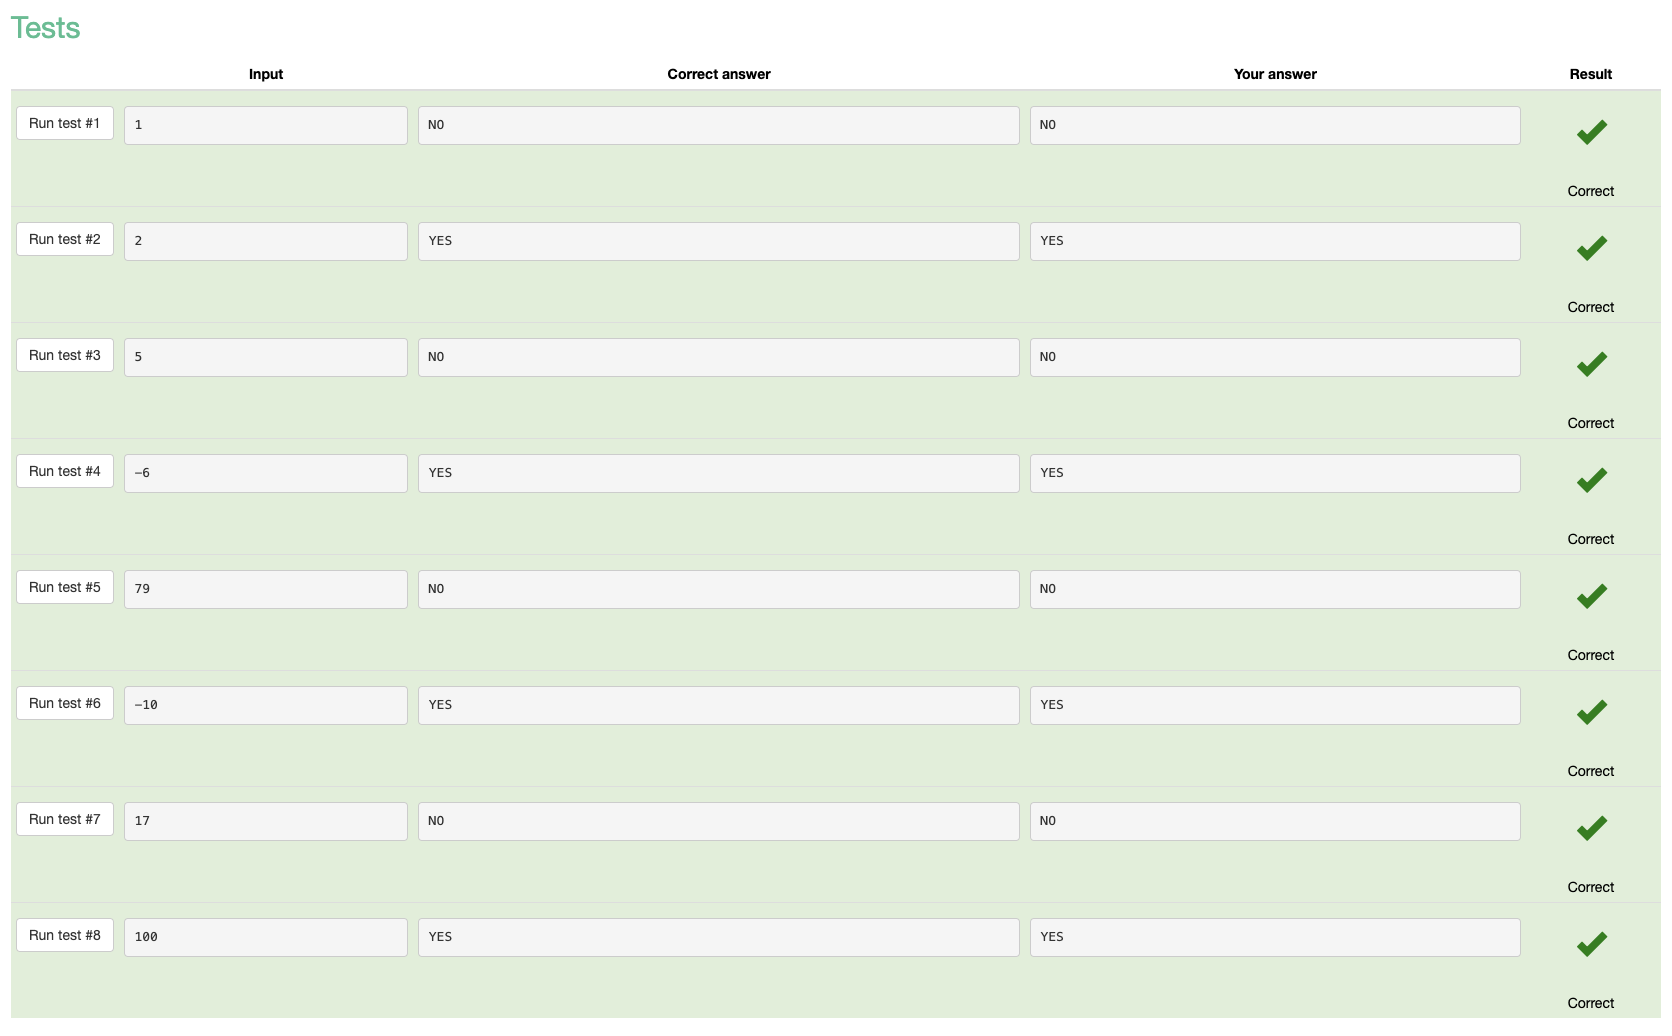 Tests
Input Correct answer Your answer Result
Run test #1 1 NO NO
Correct
Run test #2 2 YES YES
Correct
Run test #3 5 NO NO
Correct
Run test #4 -6 YES YES
Correct
Run test #5 79 NO NO
Correct
Run test #6 -10 YES YES
Correct
Run test #7 17 NO NO
Correct
Run test #8 100 YES YES
Correct